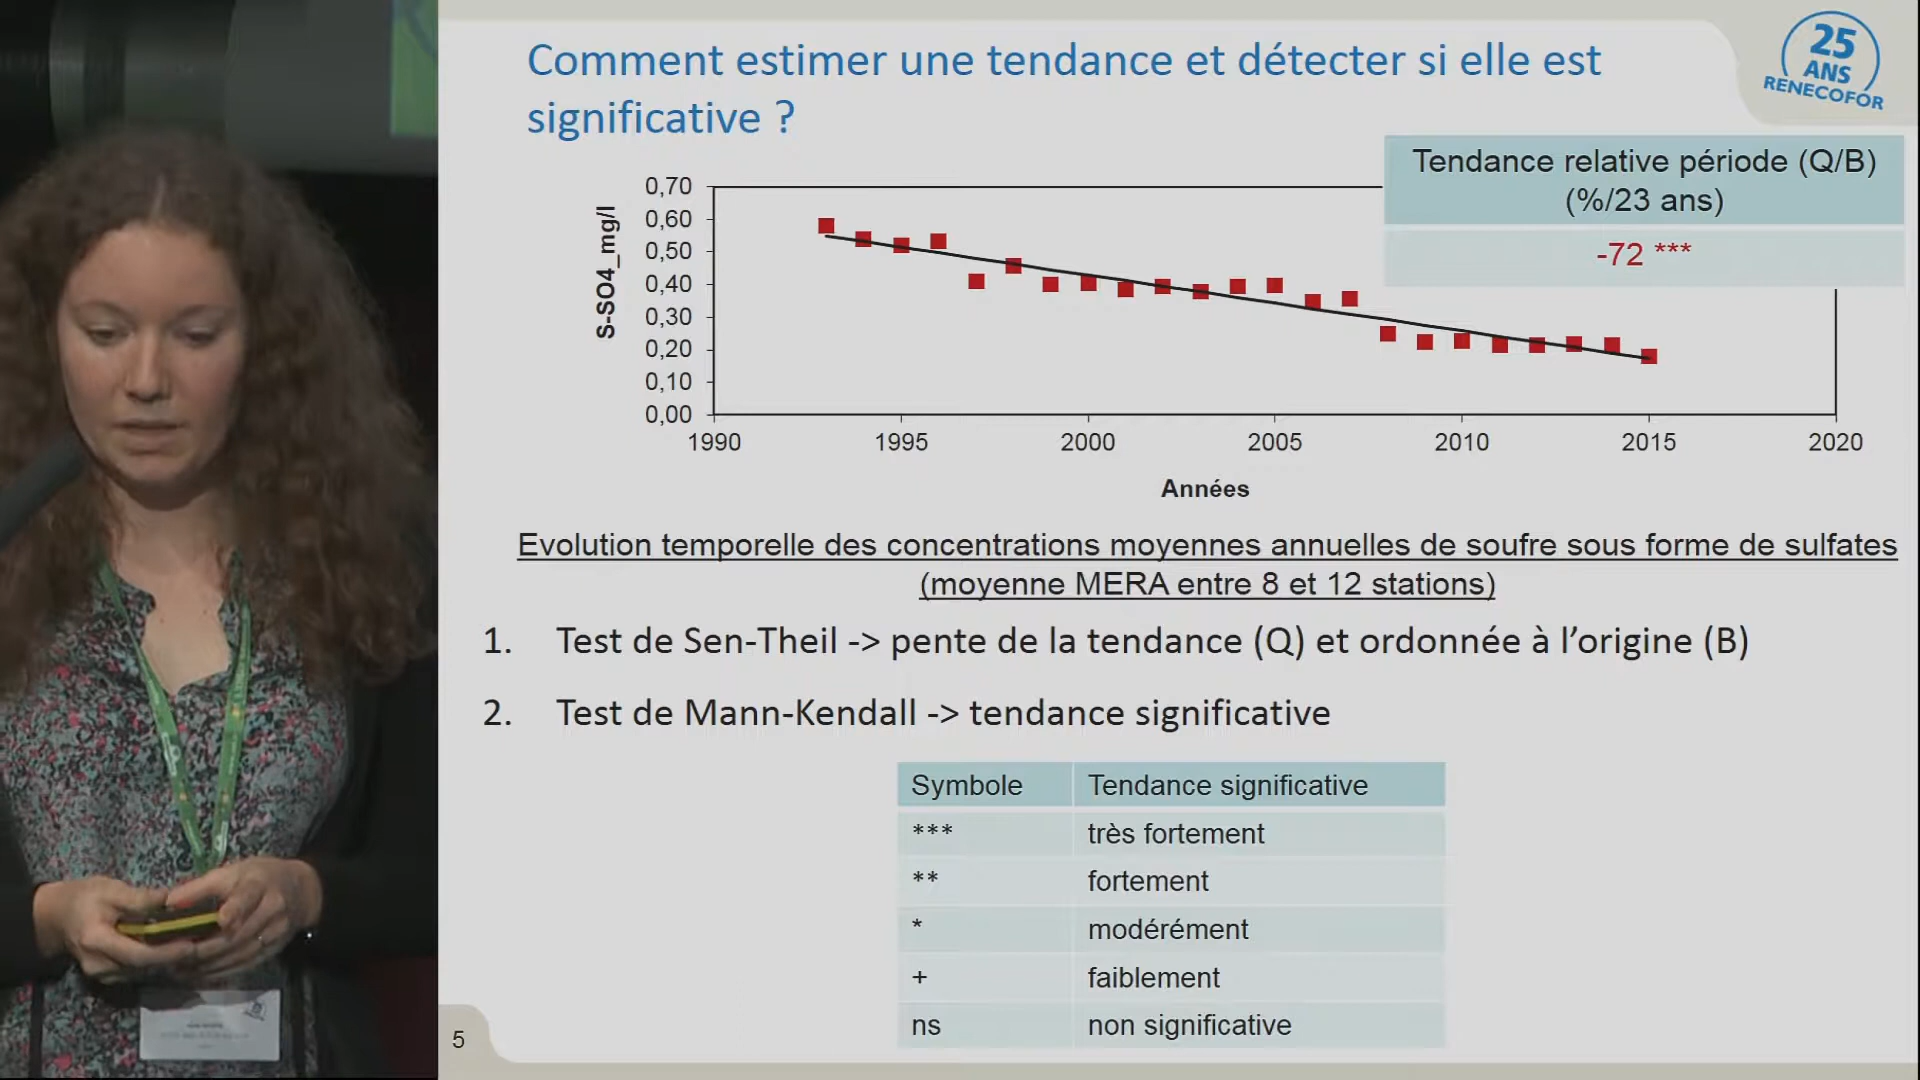 Comment estimer une tendance et détecter si elle est
significative ?
25
ANS
RENECOFOR
Tendance relative période (Q/B)
(%/23 ans)
-72 ***
S-SO4_mg/l
0,70
0,60
0,50
0,40
0,30
0,20
0,10
0,00
1990 1995 2000 2005 2010 2015 2020
Années
Evolution temporelle des concentrations moyennes annuelles de soufre sous forme de sulfates
(moyenne MERA entre 8 et 12 stations)
1. Test de Sen-Theil -> pente de la tendance (Q) et ordonnée à l’origine (B)
2. Test de Mann-Kendall -> tendance significative
Symbole Tendance significative
*** très fortement
** fortement
* modérément
+ faiblement
ns non significative
5